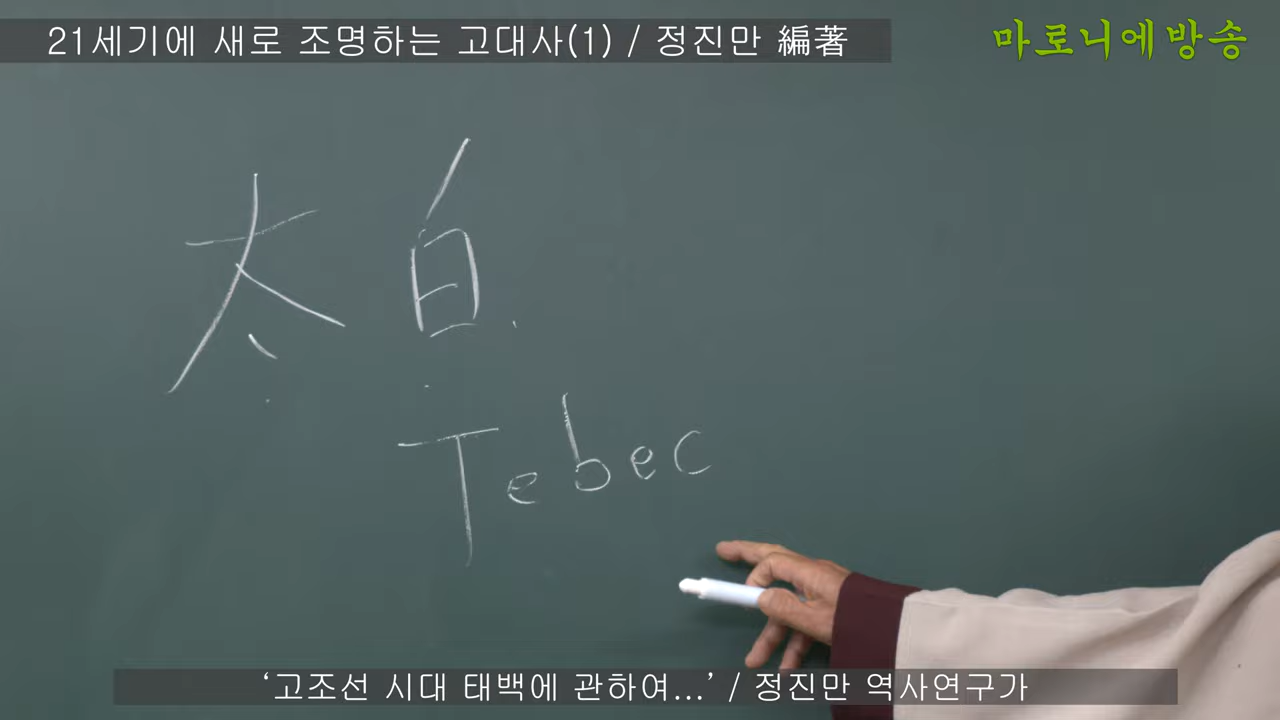 21세기에 새로 조명하는 고대사(1) / 정진만 編著
마로니에방송
太白
Tebec
‘고조선 시대 태백에 관하여...’ / 정진만 역사연구가